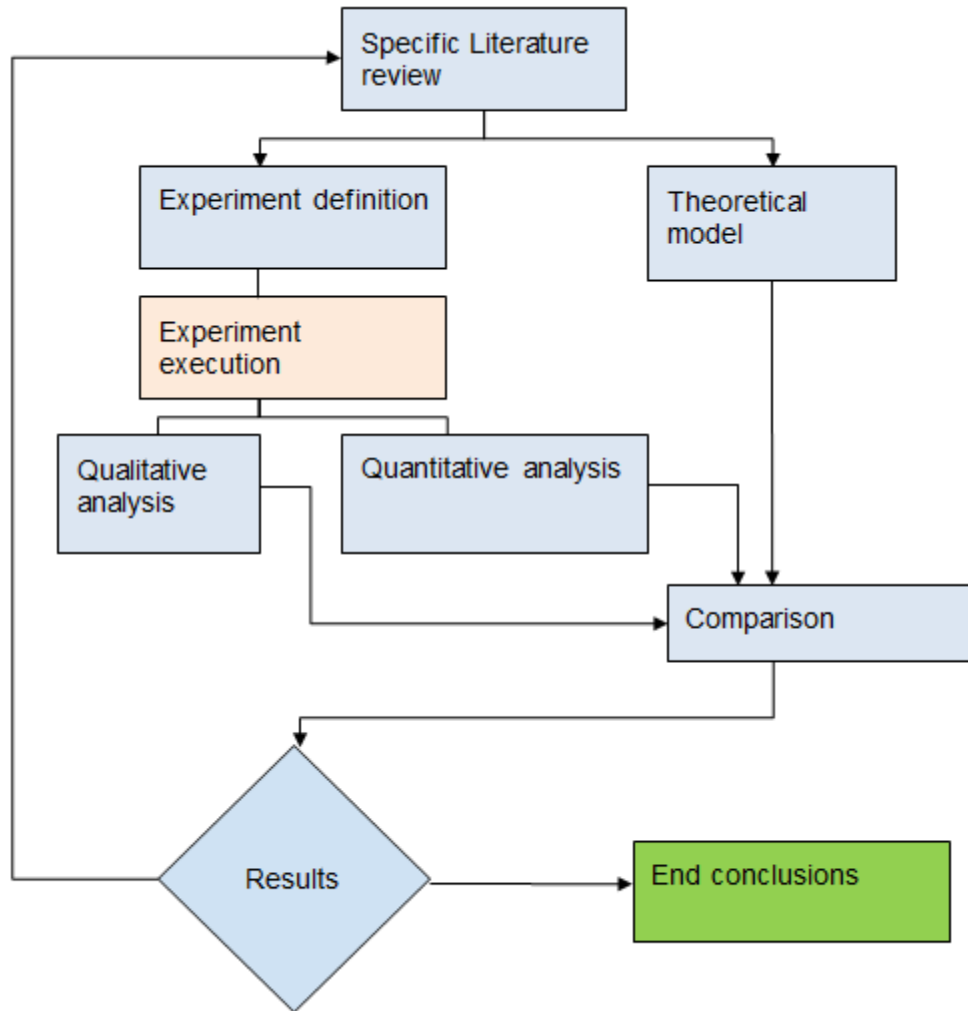 Specific Literature
review
Experiment definition
Theoretical
model
Experiment
execution
Qualitative
analysis
Quantitative analysis
Comparison
Results
End conclusions